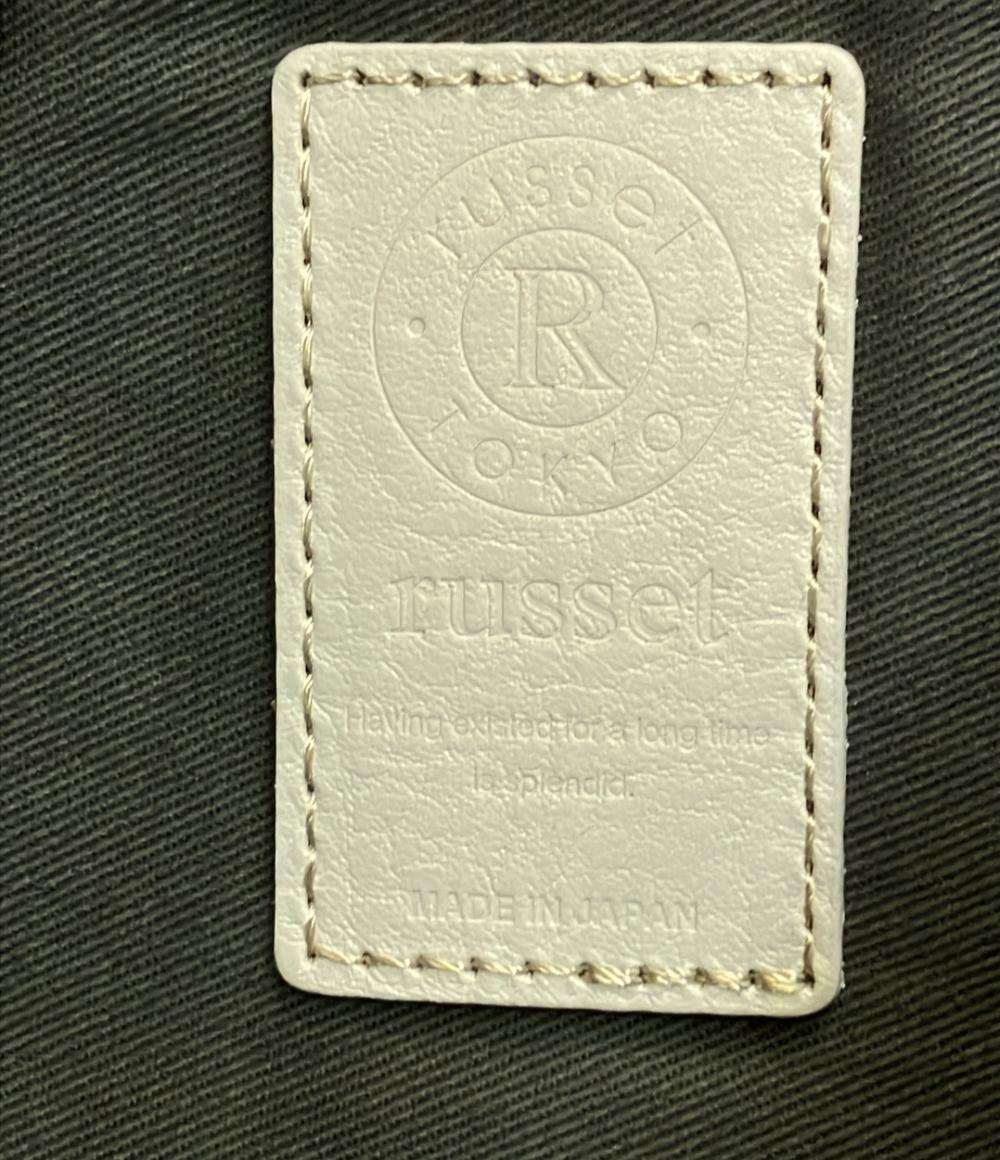 russet
R
TOKYO
russet
Having existed for a long time
is splendid.
MADE IN JAPAN